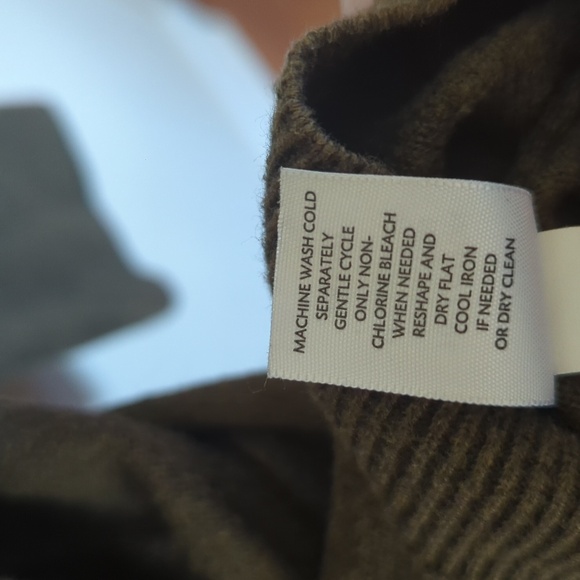 MACHINE WASH COLD
SEPARATELY
GENTLE CYCLE
ONLY NON-
CHLORINE BLEACH
WHEN NEEDED
RESHAPE AND
DRY FLAT
COOL IRON
IF NEEDED
OR DRY CLEAN